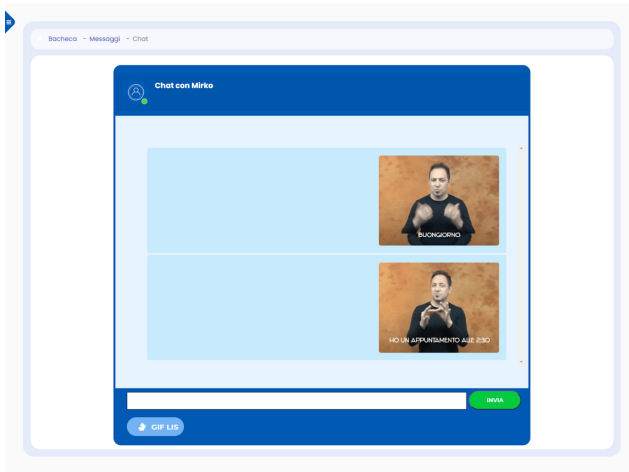 Bacheca - Messaggi - Chat
Chat con Mirko
BUONGIORNO
HO UN APPUNTAMENTO ALLE 2:30
INVIA
GIF LIS